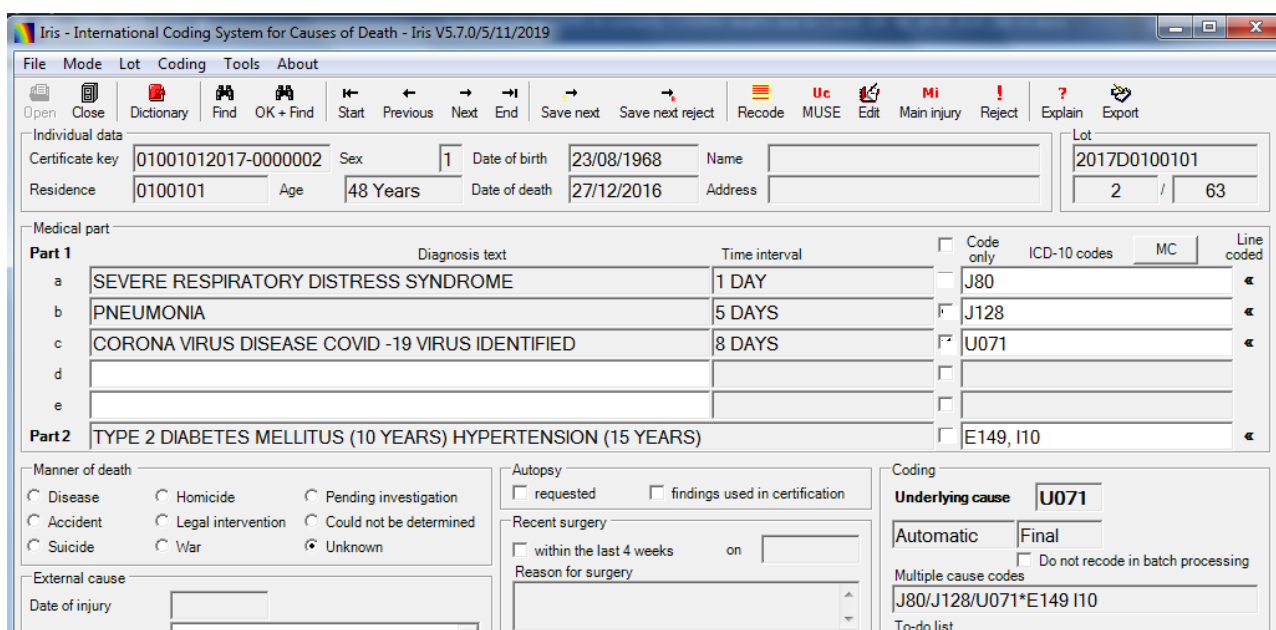 Iris - International Coding System for Causes of Death - Iris V5.7.0/5/11/2019
File Mode Lot Coding Tools About
Uc Mi ! ?
Open Close Dictionary Find OK + Find Start Previous Next End Save next Save next reject Recode MUSE Edit Main injury Reject Explain Export
Individual data Lot
Certificate key 01001012017-0000002 Sex 1 Date of birth 23/08/1968 Name 2017D0100101
Residence 0100101 Age 48 Years Date of death 27/12/2016 Address 2 / 63
Medical part
Part 1 Diagnosis text Time interval Code only ICD-10 codes MC Line coded
a SEVERE RESPIRATORY DISTRESS SYNDROME 1 DAY J80
b PNEUMONIA 5 DAYS J128
c CORONA VIRUS DISEASE COVID -19 VIRUS IDENTIFIED 8 DAYS U071
d
e
Part 2 TYPE 2 DIABETES MELLITUS (10 YEARS) HYPERTENSION (15 YEARS) E149, I10
Manner of death Autopsy Coding
Disease Homicide Pending investigation requested findings used in certification Underlying cause U071
Accident Legal intervention Could not be determined Recent surgery Automatic Final
Suicide War Unknown within the last 4 weeks on Do not recode in batch processing
External cause Reason for surgery Multiple cause codes
Date of injury J80/J128/U071*E149 I10
To-do list